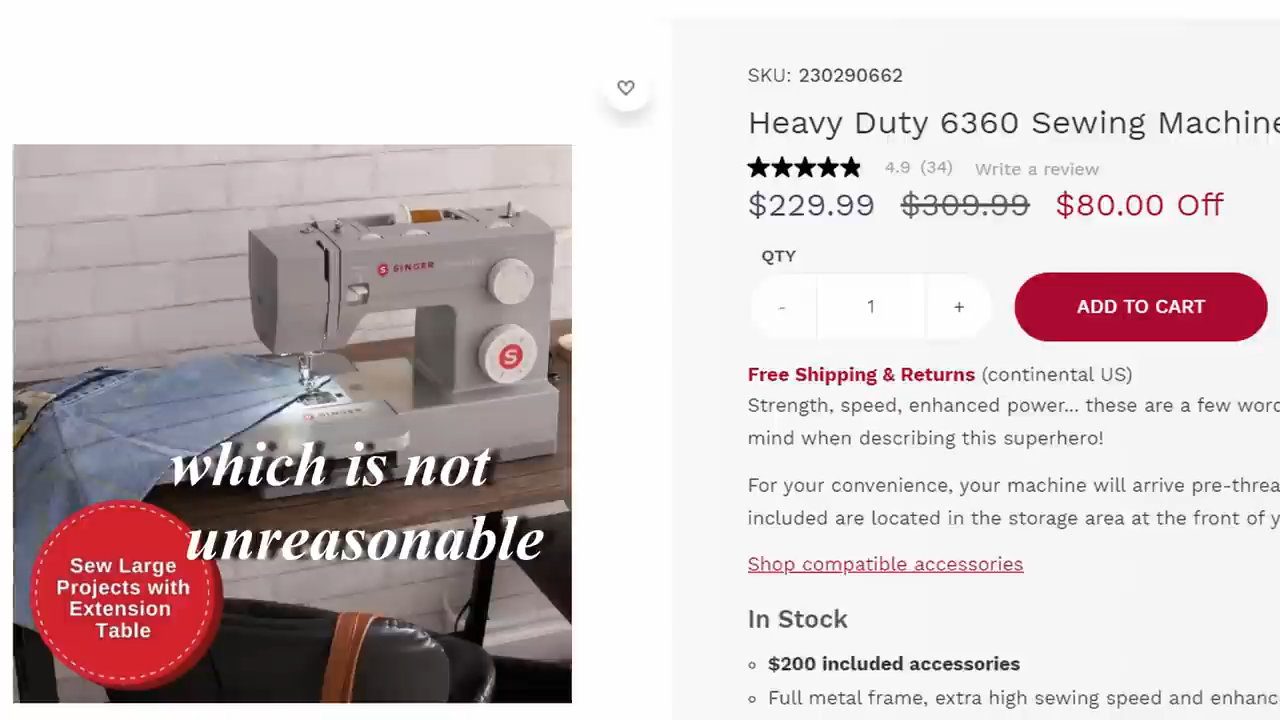 SKU: 230290662
Heavy Duty 6360 Sewing Machine
4.9 (34) Write a review
$229.99 $309.99 $80.00 Off
QTY
- 1 + ADD TO CART
Free Shipping & Returns (continental US)
Strength, speed, enhanced power... these are a few
mind when describing this superhero!
For your convenience, your machine will arrive
included are located in the storage area at the front of
Shop compatible accessories
In Stock
$200 included accessories
Full metal frame, extra high sewing speed and
SINGER
S
SINGER
which is not
unreasonable
Sew Large
Projects with
Extension
Table